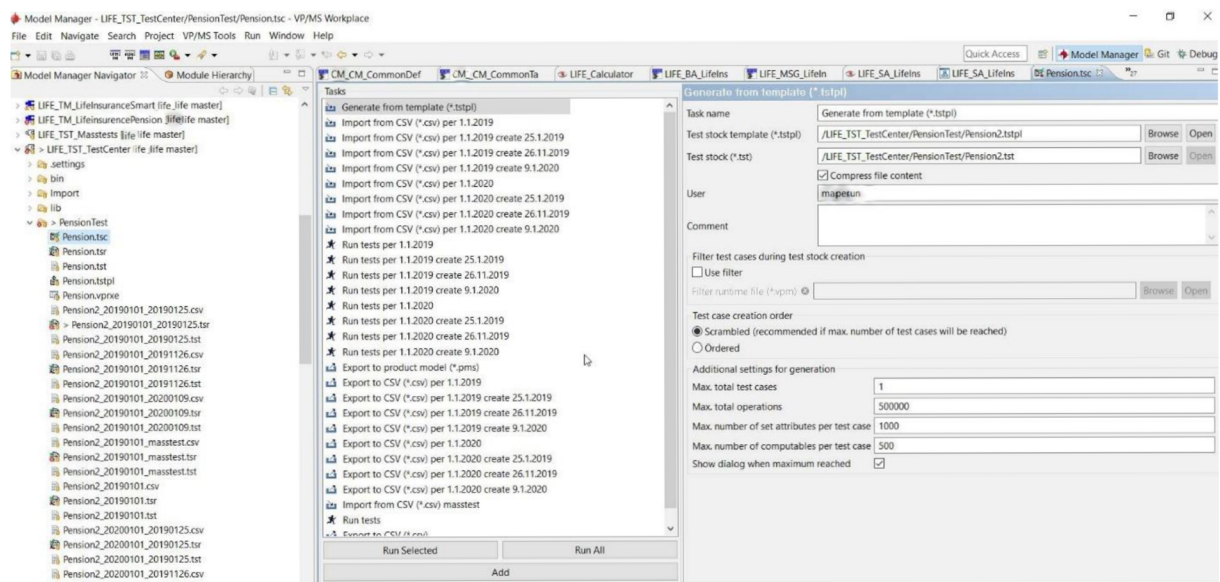 Model Manager - LIFE_TST_TestCenter/PensionTest/Pension.tsc - VP/MS Workplace
File Edit Navigate Search Project VP/MS Tools Run Window Help
Quick Access
Model Manager
Git
Debug
Model Manager Navigator
Module Hierarchy
CM_CM_CommonDef
CM_CM_CommonTa
LIFE_Calculator
LIFE_BA_LifeIns
LIFE_MSG_LifeIn
LIFE_SA_LifeIns
LIFE_SA_LifeIns
Pension.tsc
LIFE_TM_LifeInsuranceSmart
LIFE_TM_LifeInsurancePension
LIFE_TST_Masstests
> LIFE_TST_TestCenter
.settings
bin
Import
lib
> PensionTest
Pension.tsc
Pension.tsr
Pension.tst
Pension.tstpl
Pension.vprxe
Pension2_20190101_20190125.csv
> Pension2_20190101_20190125.tsr
Pension2_20190101_20190125.tst
Pension2_20190101_20191126.csv
Pension2_20190101_20191126.tsr
Pension2_20190101_20191126.tst
Pension2_20190101_20200109.csv
Pension2_20190101_20200109.tsr
Pension2_20190101_20200109.tst
Pension2_20190101_masstest.csv
Pension2_20190101_masstest.tsr
Pension2_20190101_masstest.tst
Pension2_20190101.csv
Pension2_20190101.tsr
Pension2_20190101.tst
Pension2_20200101_20190125.csv
Pension2_20200101_20190125.tsr
Pension2_20200101_20190125.tst
Pension2_20200101_20191126.csv
Tasks
Generate from template (*.tstpl)
Import from CSV (*.csv) per 1.1.2019
Import from CSV (*.csv) per 1.1.2019 create 25.1.2019
Import from CSV (*.csv) per 1.1.2019 create 26.11.2019
Import from CSV (*.csv) per 1.1.2019 create 9.1.2020
Import from CSV (*.csv) per 1.1.2020
Import from CSV (*.csv) per 1.1.2020 create 25.1.2019
Import from CSV (*.csv) per 1.1.2020 create 26.11.2019
Import from CSV (*.csv) per 1.1.2020 create 9.1.2020
Run tests per 1.1.2019
Run tests per 1.1.2019 create 25.1.2019
Run tests per 1.1.2019 create 26.11.2019
Run tests per 1.1.2019 create 9.1.2020
Run tests per 1.1.2020
Run tests per 1.1.2020 create 25.1.2019
Run tests per 1.1.2020 create 26.11.2019
Run tests per 1.1.2020 create 9.1.2020
Export to product model (*.pms)
Export to CSV (*.csv) per 1.1.2019
Export to CSV (*.csv) per 1.1.2019 create 25.1.2019
Export to CSV (*.csv) per 1.1.2019 create 26.11.2019
Export to CSV (*.csv) per 1.1.2019 create 9.1.2020
Export to CSV (*.csv) per 1.1.2020
Export to CSV (*.csv) per 1.1.2020 create 25.1.2019
Export to CSV (*.csv) per 1.1.2020 create 26.11.2019
Export to CSV (*.csv) per 1.1.2020 create 9.1.2020
Import from CSV (*.csv) masstest
Run tests
Export to CSV (*.csv)
Run Selected
Run All
Add
Generate from template (*.tstpl)
Task name Generate from template (*.tstpl)
Test stock template (*.tstpl) /LIFE_TST_TestCenter/PensionTest/Pension2.tstpl Browse Open
Test stock (*.tst) /LIFE_TST_TestCenter/PensionTest/Pension2.tst Browse Open
Compress file content
User
Comment
Filter test cases during test stock creation
Use filter
Filter runtime file (*.vpm) Browse Open
Test case creation order
Scrambled (recommended if max. number of test cases will be reached)
Ordered
Additional settings for generation
Max. total test cases 1
Max. total operations 500000
Max. number of set attributes per test case 1000
Max. number of computables per test case 500
Show dialog when maximum reached